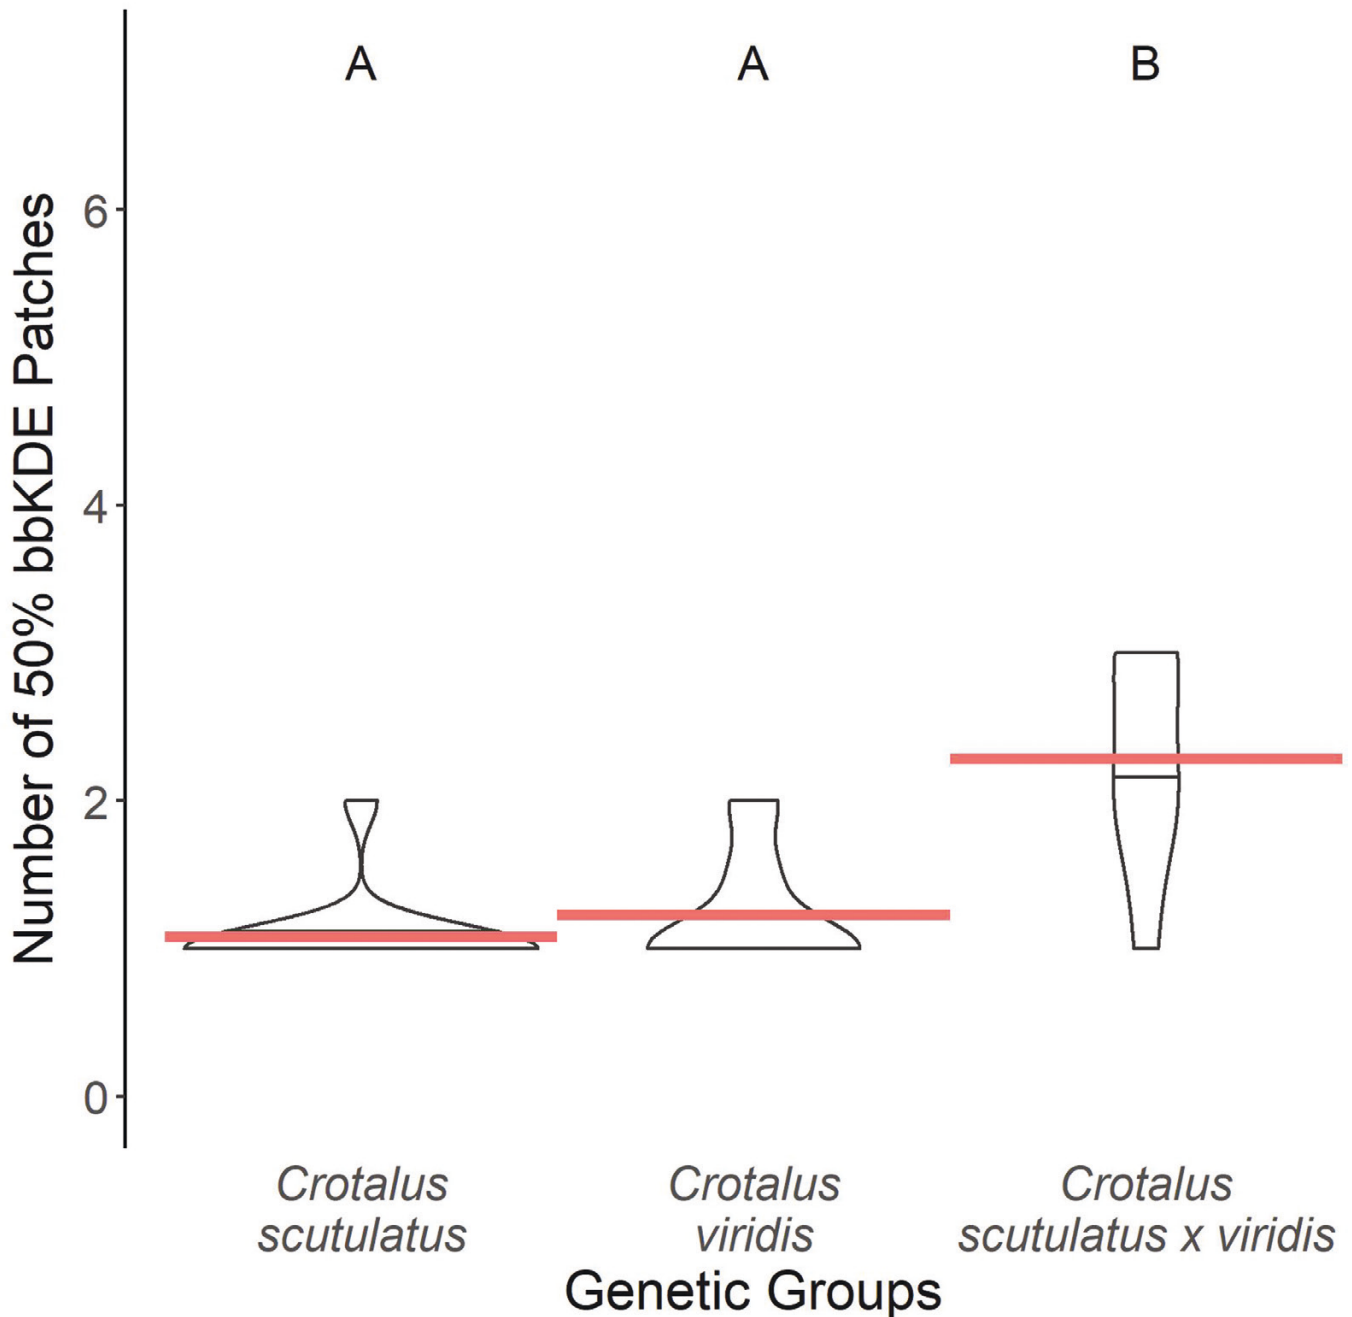 A A B
Number of 50% bbKDE Patches
6
4
2
0
Crotalus
scutulatus
Crotalus
viridis
Crotalus
scutulatus x viridis
Genetic Groups